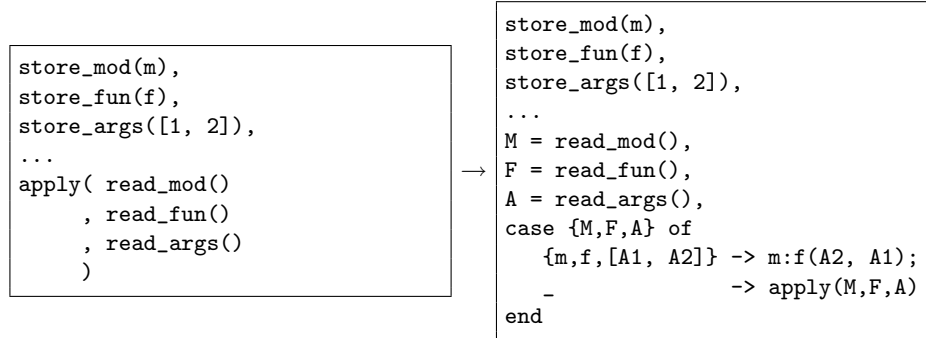 store_mod(m),
store_fun(f),
store_args([1, 2]),
...
apply( read_mod()
     , read_fun()
     , read_args()
     )
→
store_mod(m),
store_fun(f),
store_args([1, 2]),
...
M = read_mod(),
F = read_fun(),
A = read_args(),
case {M,F,A} of
   {m,f,[A1, A2]} -> m:f(A2, A1);
   _              -> apply(M,F,A)
end